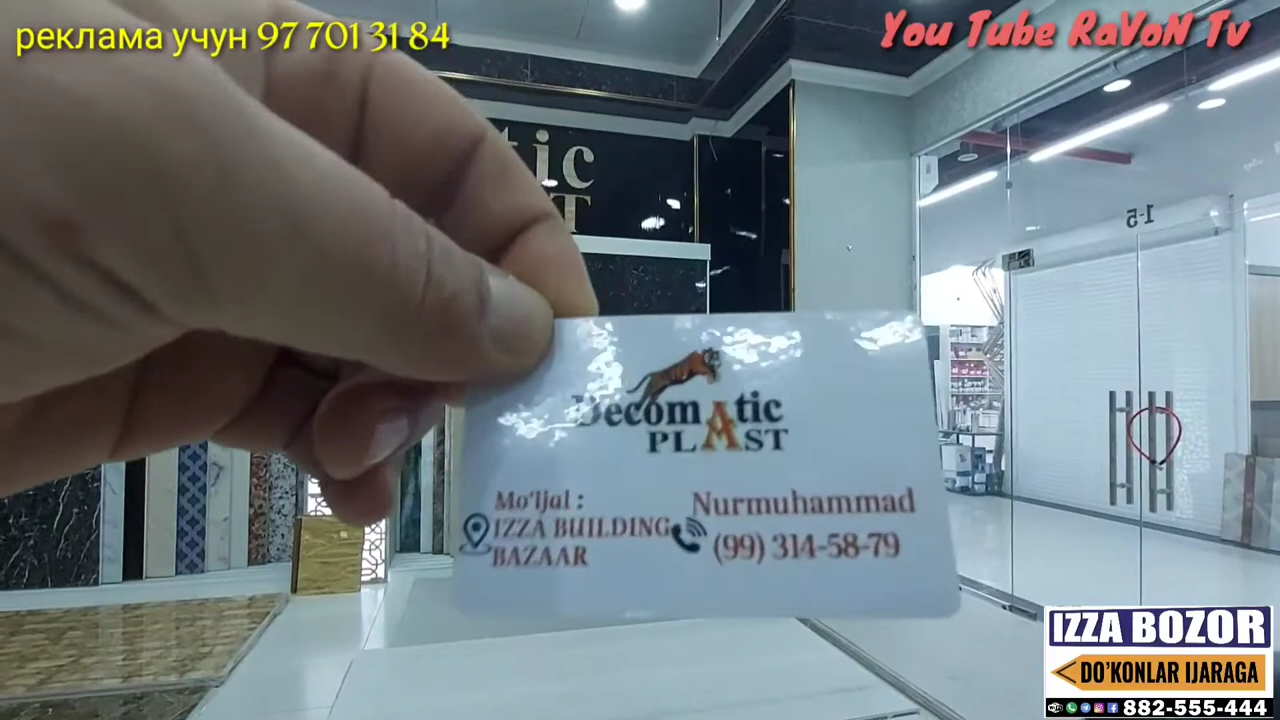 реклама учун 97 701 31 84
You Tube RaVoN Tv
tic
T
1-5
Decomatic
PLAST
Mo'ljal :
IZZA BUILDING
BAZAAR
Nurmuhammad
(99) 314-58-79
IZZA BOZOR
DO'KONLAR IJARAGA
882-555-444